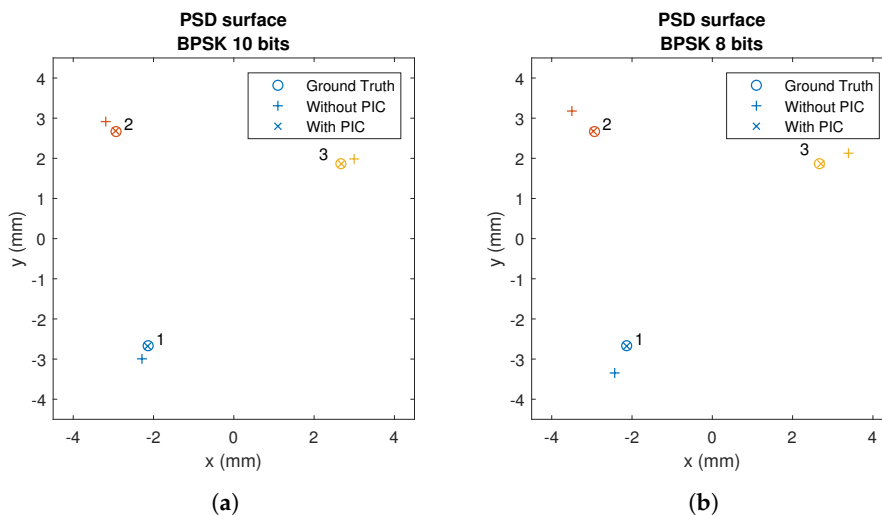 PSD surface
BPSK 10 bits
4
3
2
1
0
-1
-2
-3
-4
y (mm)
Ground Truth
Without PIC
With PIC
2
3
1
-4
-2
0
2
4
x (mm)
(a)
PSD surface
BPSK 8 bits
4
3
2
1
0
-1
-2
-3
-4
y (mm)
Ground Truth
Without PIC
With PIC
2
3
1
-4
-2
0
2
4
x (mm)
(b)